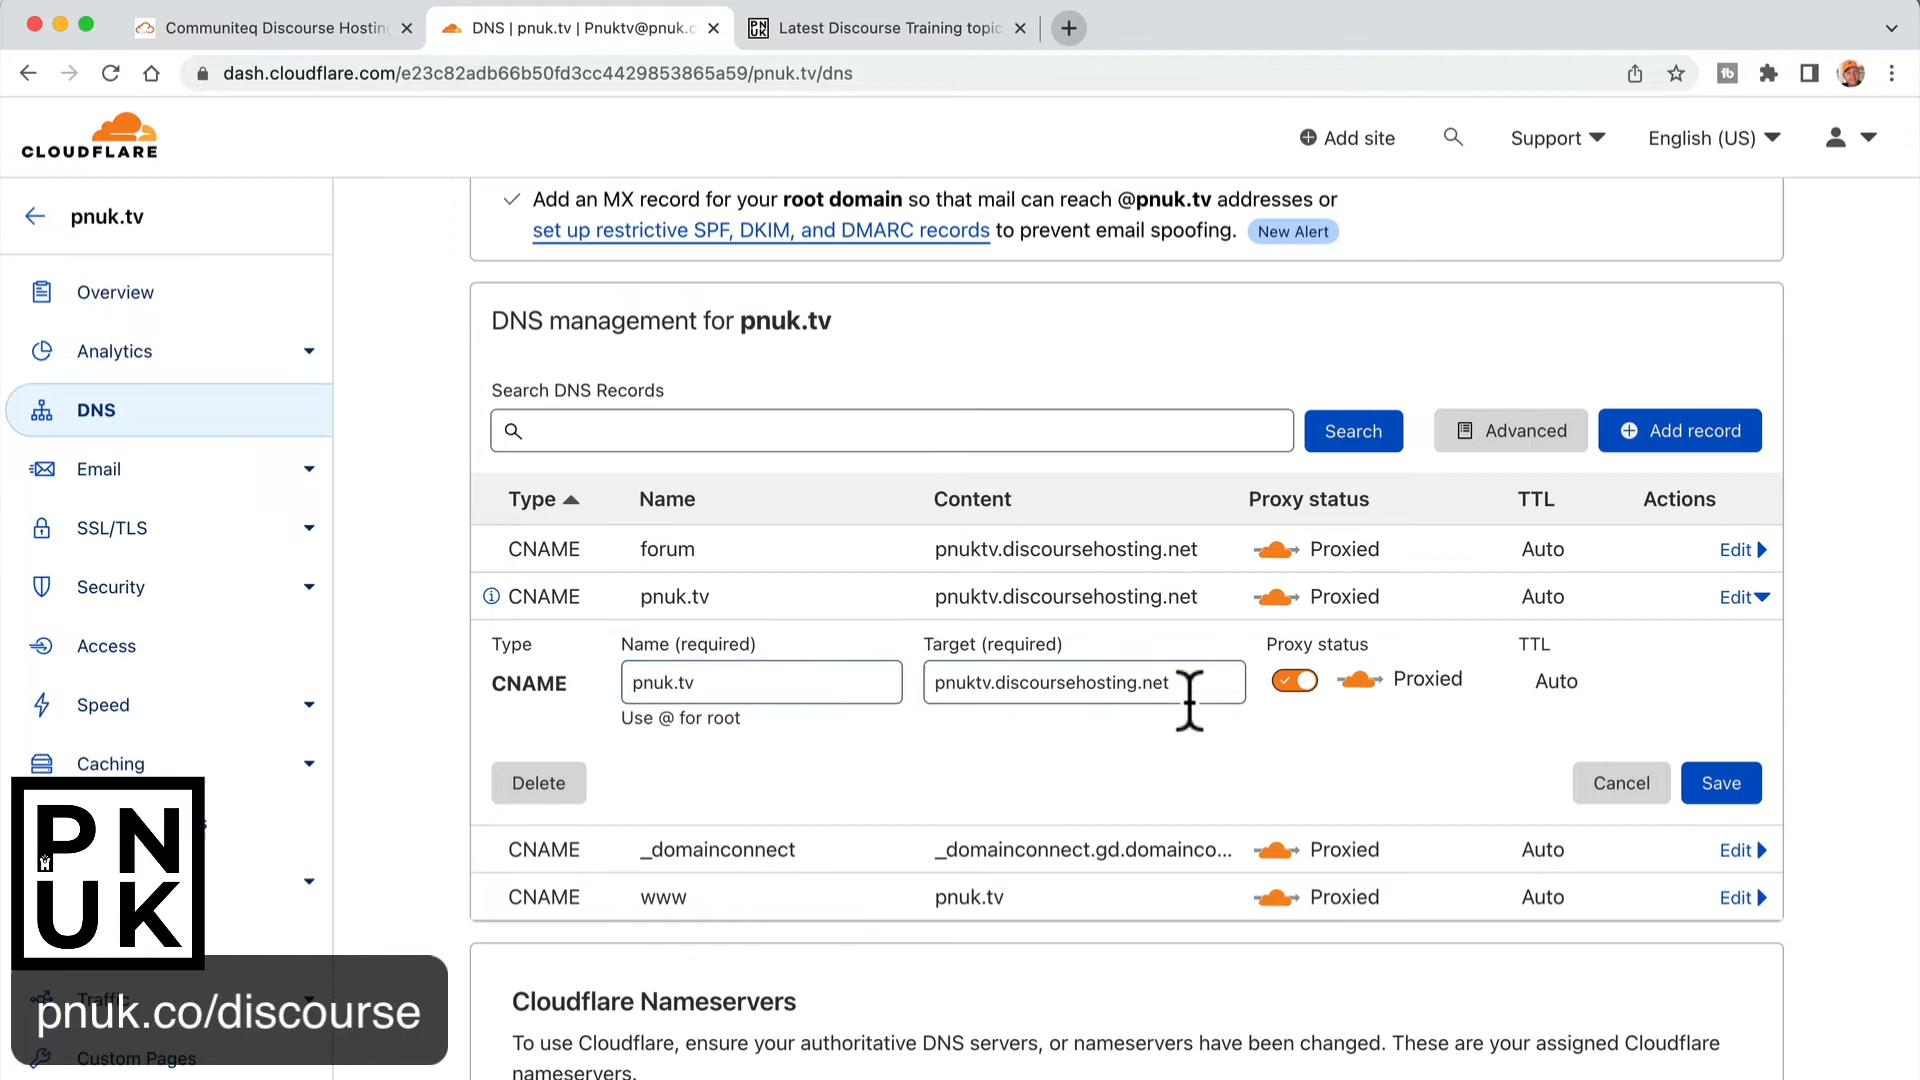 Communiteq Discourse Hosting
DNS | pnuk.tv | Pnuktv@pnuk.c
PN UK
Latest Discourse Training topic
dash.cloudflare.com/e23c82adb66b50fd3cc4429853865a59/pnuk.tv/dns
CLOUDFLARE
Add site
Support
English (US)
pnuk.tv
Overview
Analytics
DNS
Email
SSL/TLS
Security
Access
Speed
Caching
Traffic
Custom Pages
Add an MX record for your root domain so that mail can reach @pnuk.tv addresses or
set up restrictive SPF, DKIM, and DMARC records to prevent email spoofing. New Alert
DNS management for pnuk.tv
Search DNS Records
Search
Advanced
Add record
Type Name Content Proxy status TTL Actions
CNAME forum pnuktv.discoursehosting.net Proxied Auto Edit
CNAME pnuk.tv pnuktv.discoursehosting.net Proxied Auto Edit
Type Name (required) Target (required) Proxy status TTL
CNAME pnuk.tv pnuktv.discoursehosting.net Proxied Auto
Use @ for root
Delete Cancel Save
CNAME _domainconnect _domainconnect.gd.domainco... Proxied Auto Edit
CNAME www pnuk.tv Proxied Auto Edit
Cloudflare Nameservers
To use Cloudflare, ensure your authoritative DNS servers, or nameservers have been changed. These are your assigned Cloudflare
nameservers.
PN
UK
pnuk.co/discourse